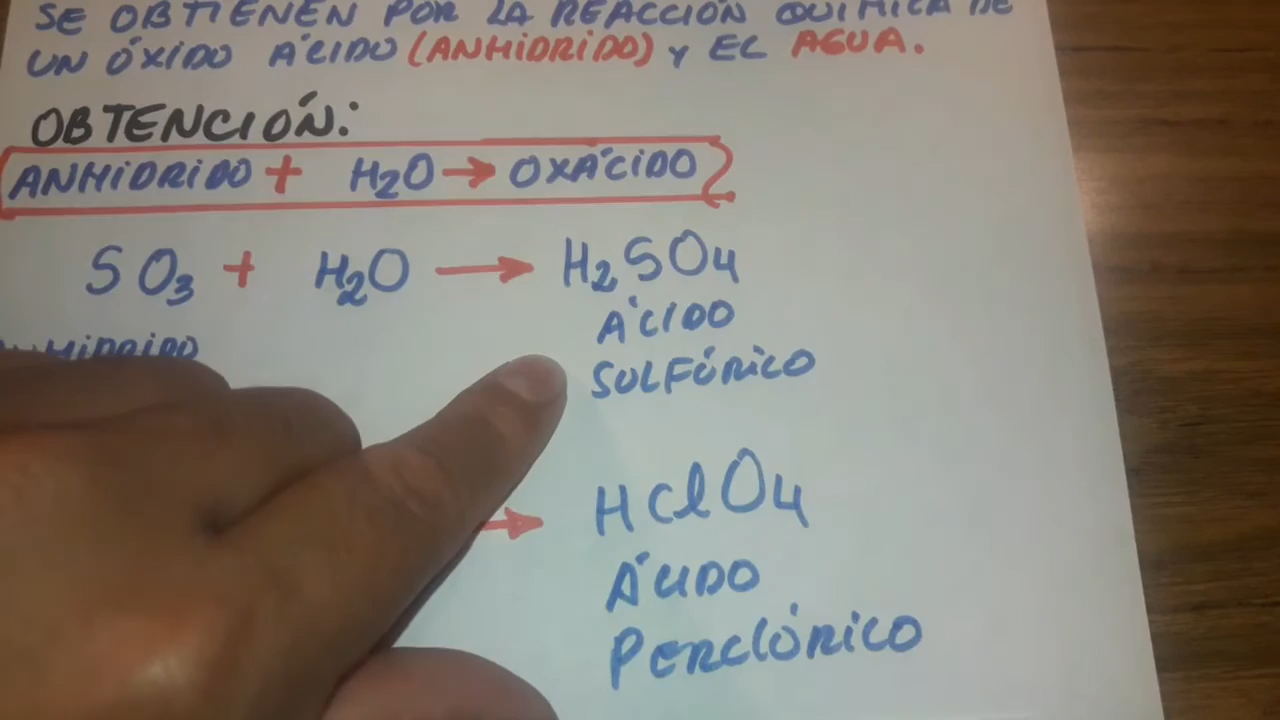 SE OBTIENEN POR LA REACCIÓN QUÍMICA DE
UN ÓXIDO ÁCIDO (ANHIDRIDO) Y EL AGUA.
OBTENCIÓN:
ANHIDRIDO + H2O → OXÁCIDO
SO3 + H2O → H2SO4
ÁCIDO
SULFÚRICO
→ HClO4
ÁCIDO
PERCLÓRICO